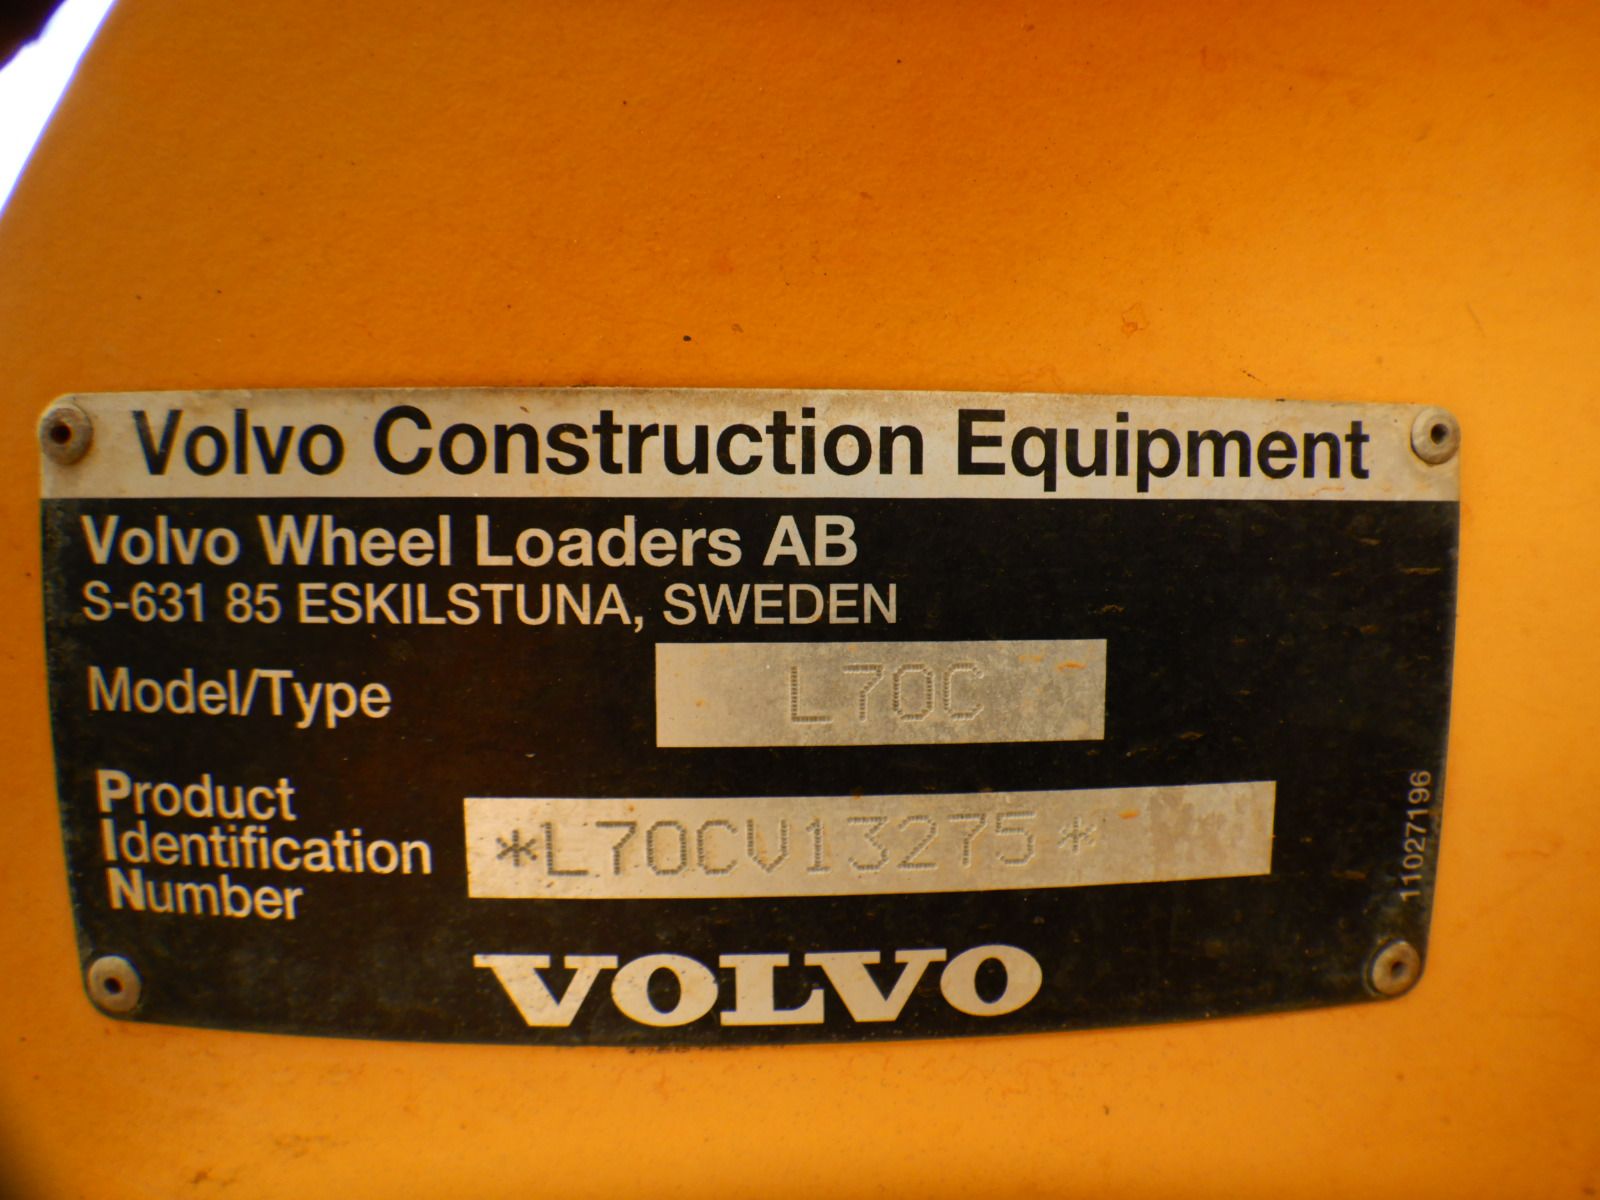 Volvo Construction Equipment
Volvo Wheel Loaders AB
S-631 85 ESKILSTUNA, SWEDEN
Model/Type L70C
Product
Identification *L70CV13275*
Number
11027196
VOLVO